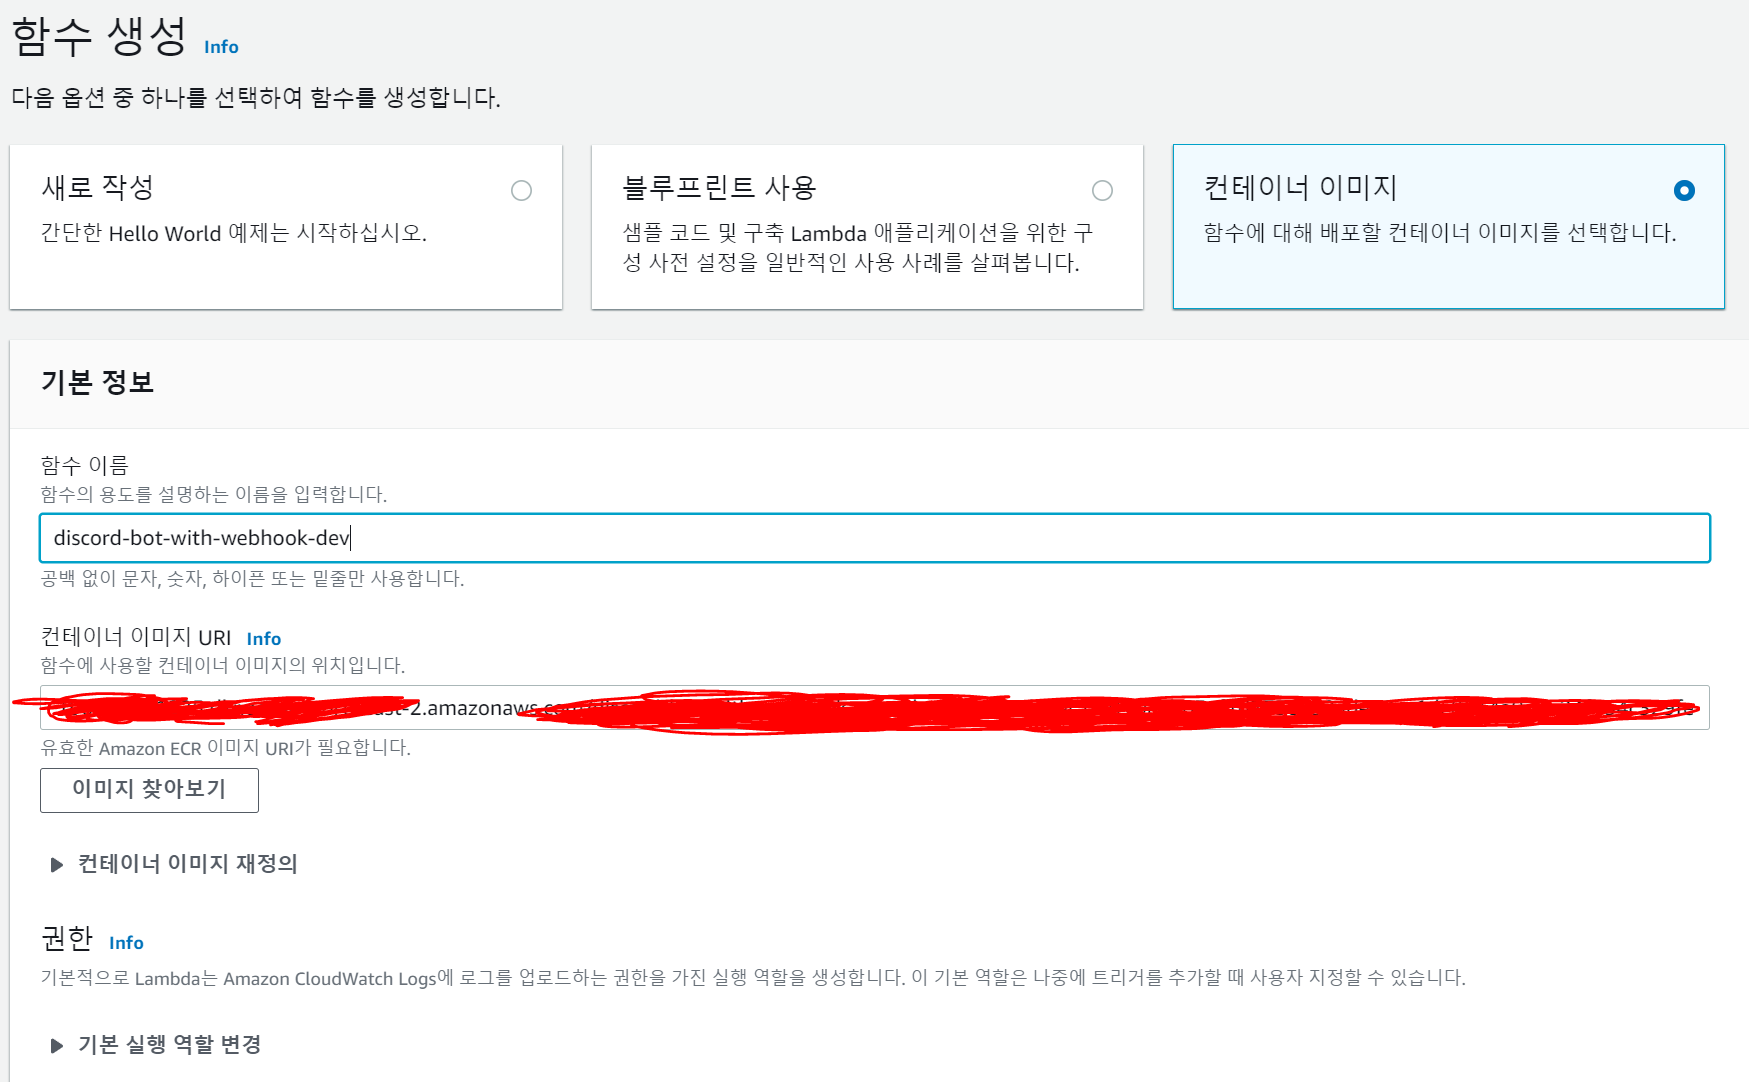 함수 생성 Info
다음 옵션 중 하나를 선택하여 함수를 생성합니다.
새로 작성
간단한 Hello World 예제는 시작하십시오.
블루프린트 사용
샘플 코드 및 구축 Lambda 애플리케이션을 위한 구
성 사전 설정을 일반적인 사용 사례를 살펴봅니다.
컨테이너 이미지
함수에 대해 배포할 컨테이너 이미지를 선택합니다.
기본 정보
함수 이름
함수의 용도를 설명하는 이름을 입력합니다.
discord-bot-with-webhook-dev
공백 없이 문자, 숫자, 하이픈 또는 밑줄만 사용합니다.
컨테이너 이미지 URI Info
함수에 사용할 컨테이너 이미지의 위치입니다.
-2.amazonaws
유효한 Amazon ECR 이미지 URI가 필요합니다.
이미지 찾아보기
컨테이너 이미지 재정의
권한 Info
기본적으로 Lambda는 Amazon CloudWatch Logs에 로그를 업로드하는 권한을 가진 실행 역할을 생성합니다. 이 기본 역할은 나중에 트리거를 추가할 때 사용자 지정할 수 있습니다.
기본 실행 역할 변경